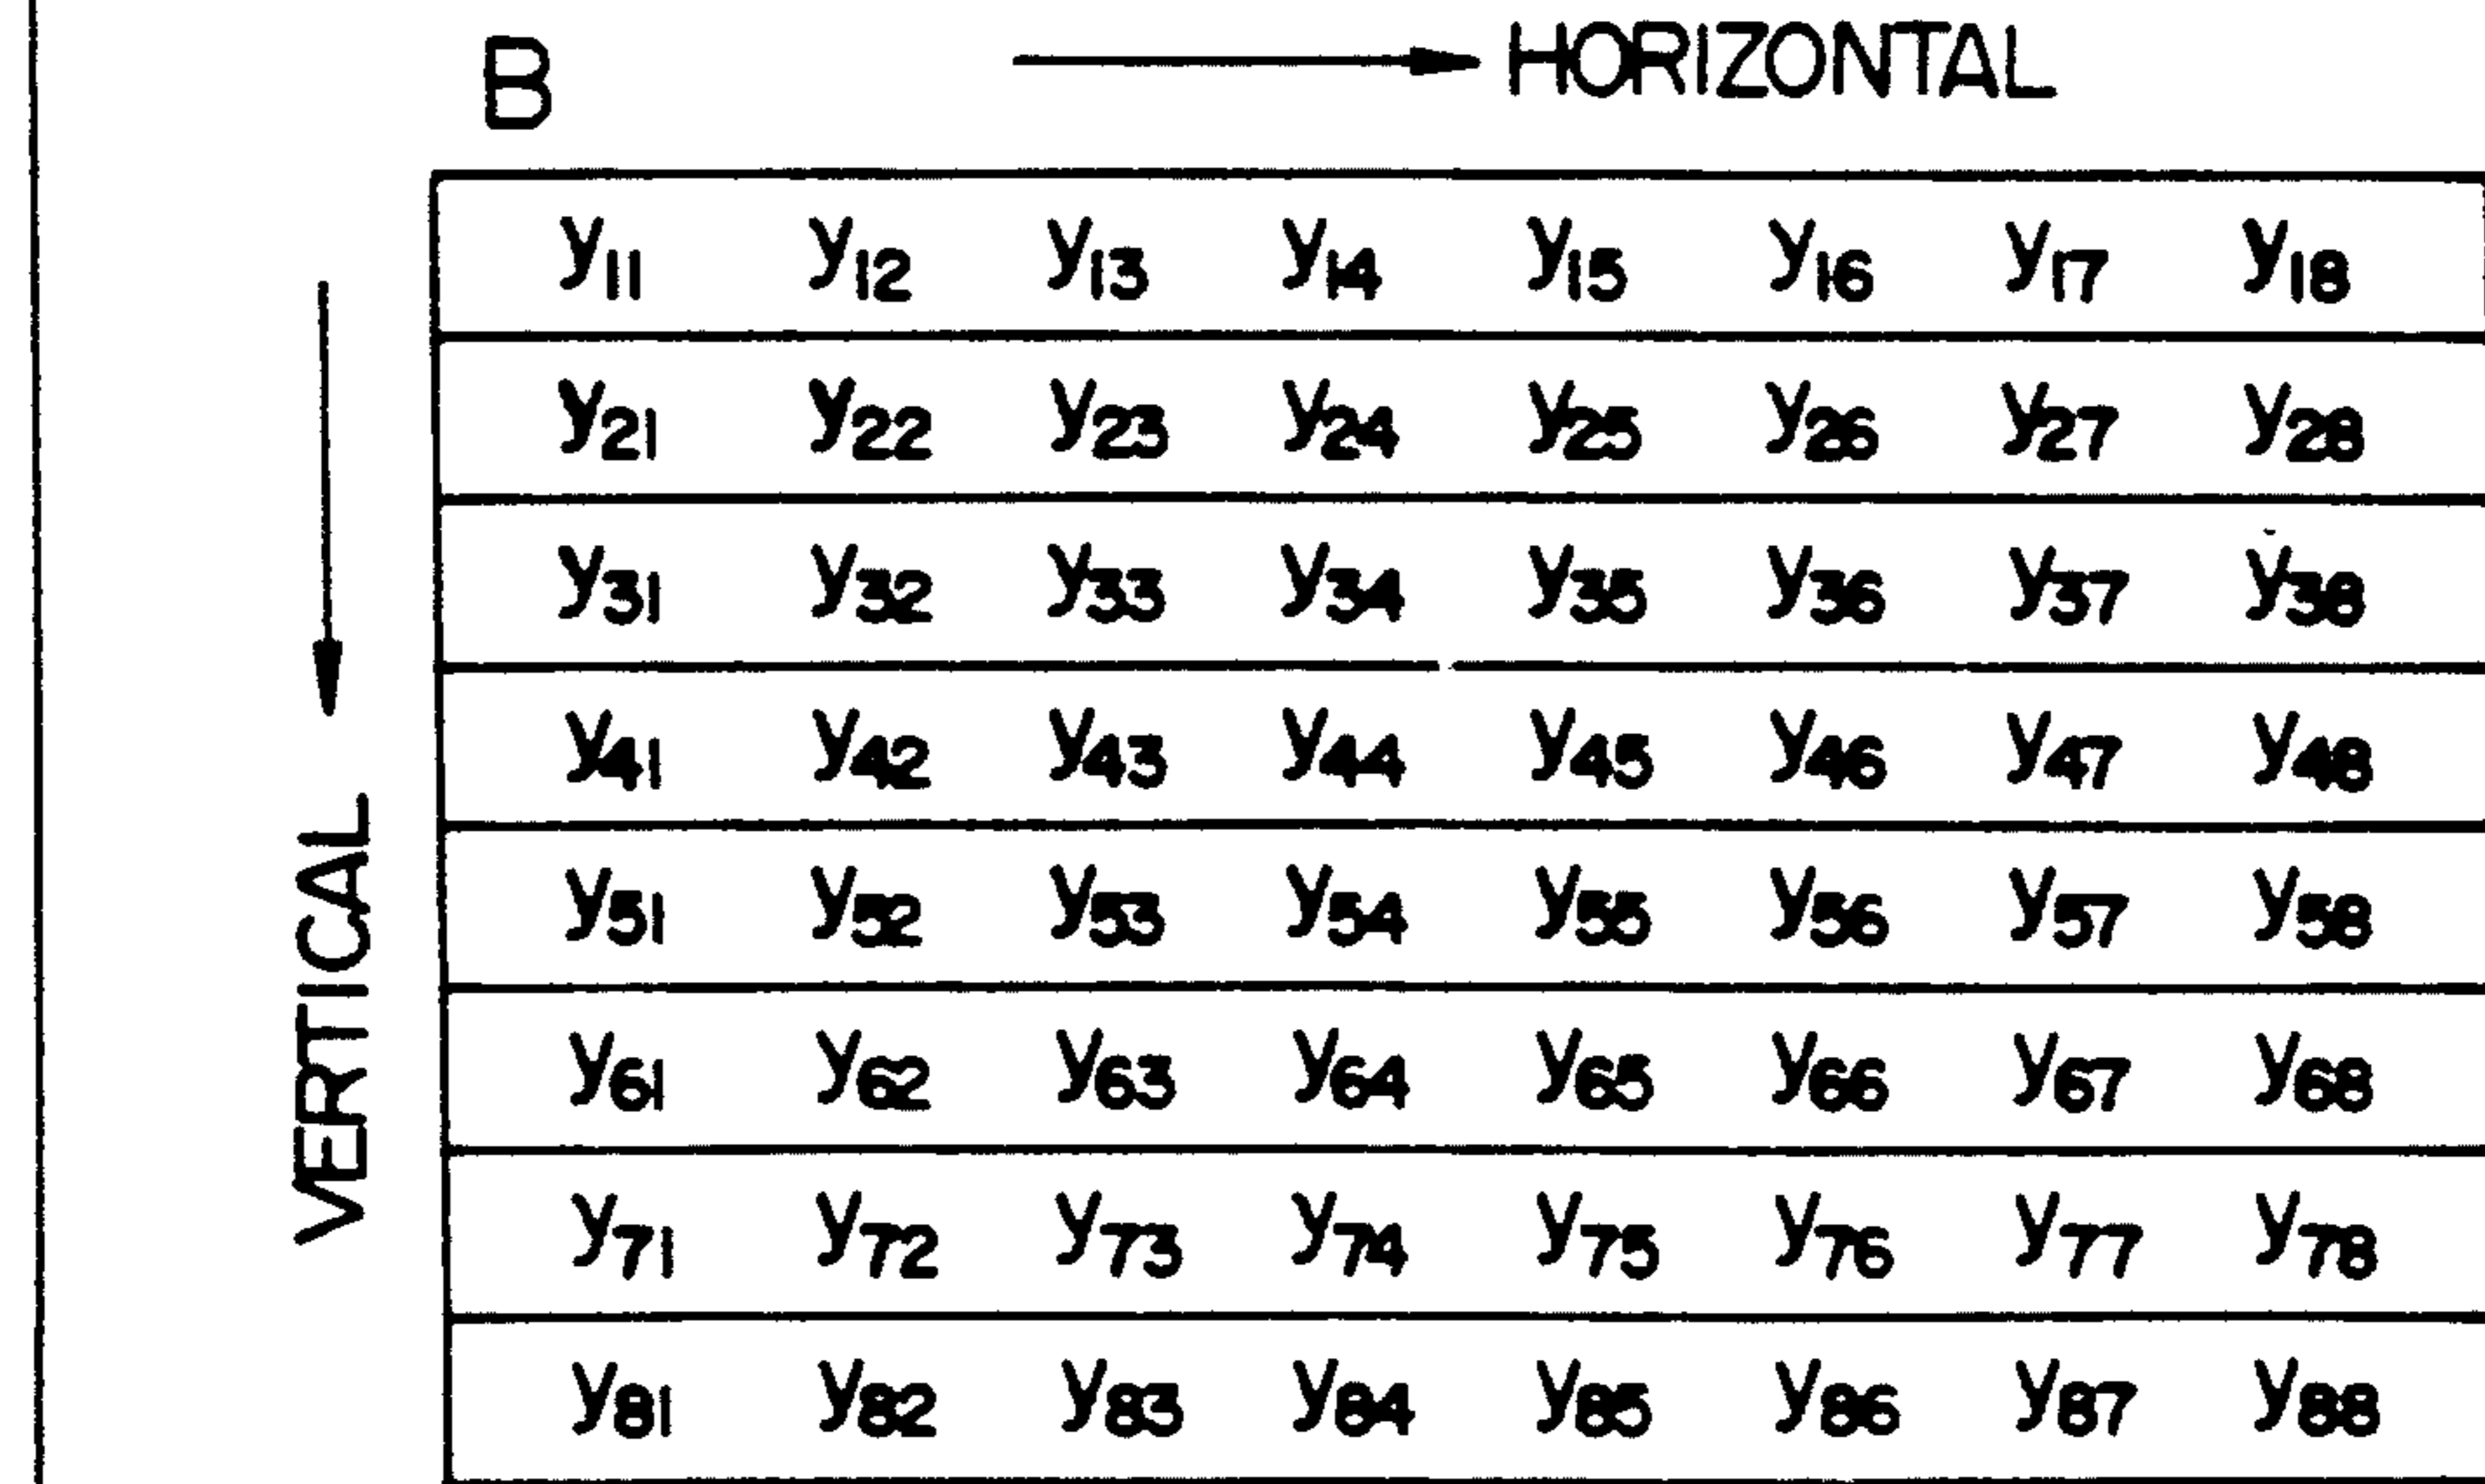 B HORIZONTAL
y11 y12 y13 y14 y15 y16 y17 y18
y21 y22 y23 y24 y25 y26 y27 y28
y31 y32 y33 y34 y35 y36 y37 y38
y41 y42 y43 y44 y45 y46 y47 y48
y51 y52 y53 y54 y55 y56 y57 y58
y61 y62 y63 y64 y65 y66 y67 y68
y71 y72 y73 y74 y75 y76 y77 y78
y81 y82 y83 y84 y85 y86 y87 y88
VERTICAL